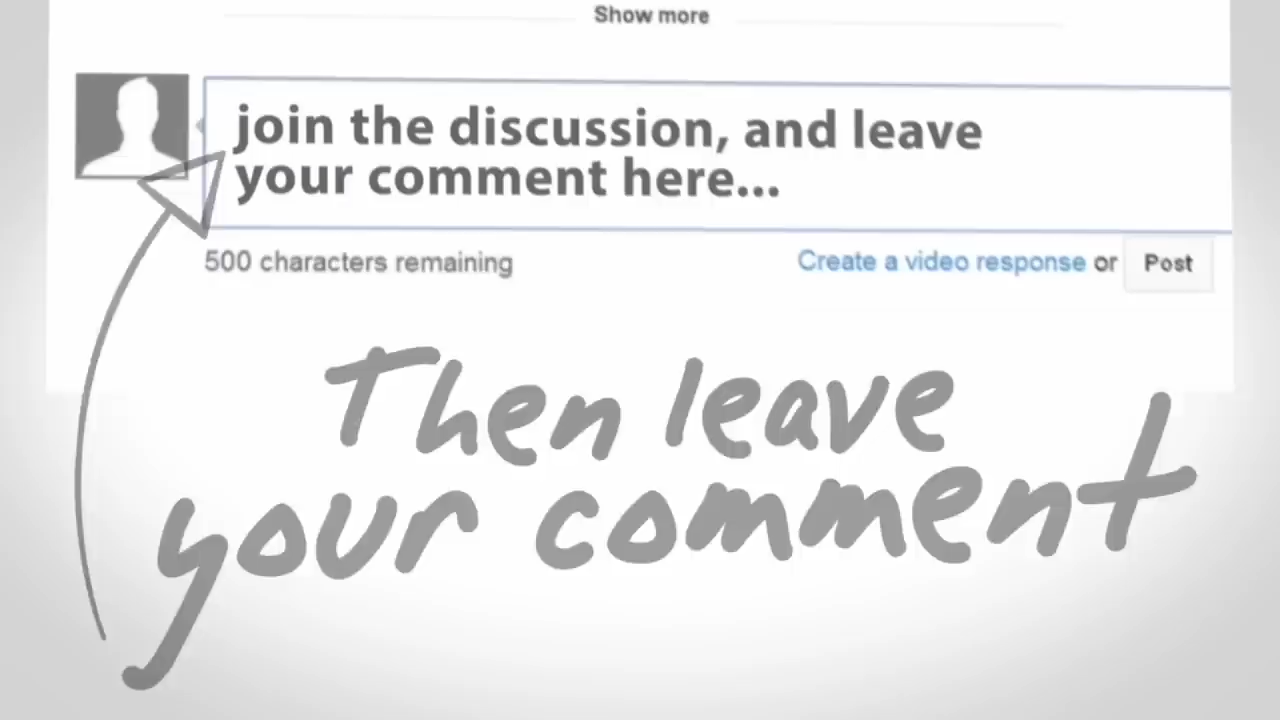 Show more
join the discussion, and leave
your comment here...
500 characters remaining
Create a video response or Post
Then leave
your comment